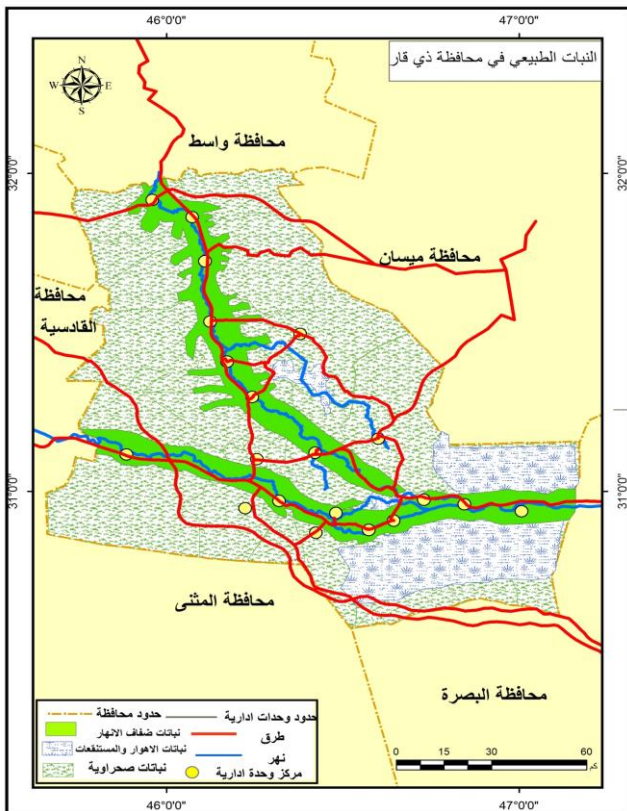 46°0'0" 47°0'0"
النبات الطبيعي في محافظة ذي قار
N
W E
S
محافظة واسط
32°0'0" 32°0'0"
محافظة ميسان
محافظة
القادسية
31°0'0" 31°0'0"
محافظة المثنى
محافظة البصرة
حدود وحدات ادارية حدود محافظة
طرق نباتات ضفاف الانهار
نهر نباتات الاهوار والمستنقعات
مركز وحدة ادارية نباتات صحراوية
0 15 30 60
كم
46°0'0" 47°0'0"